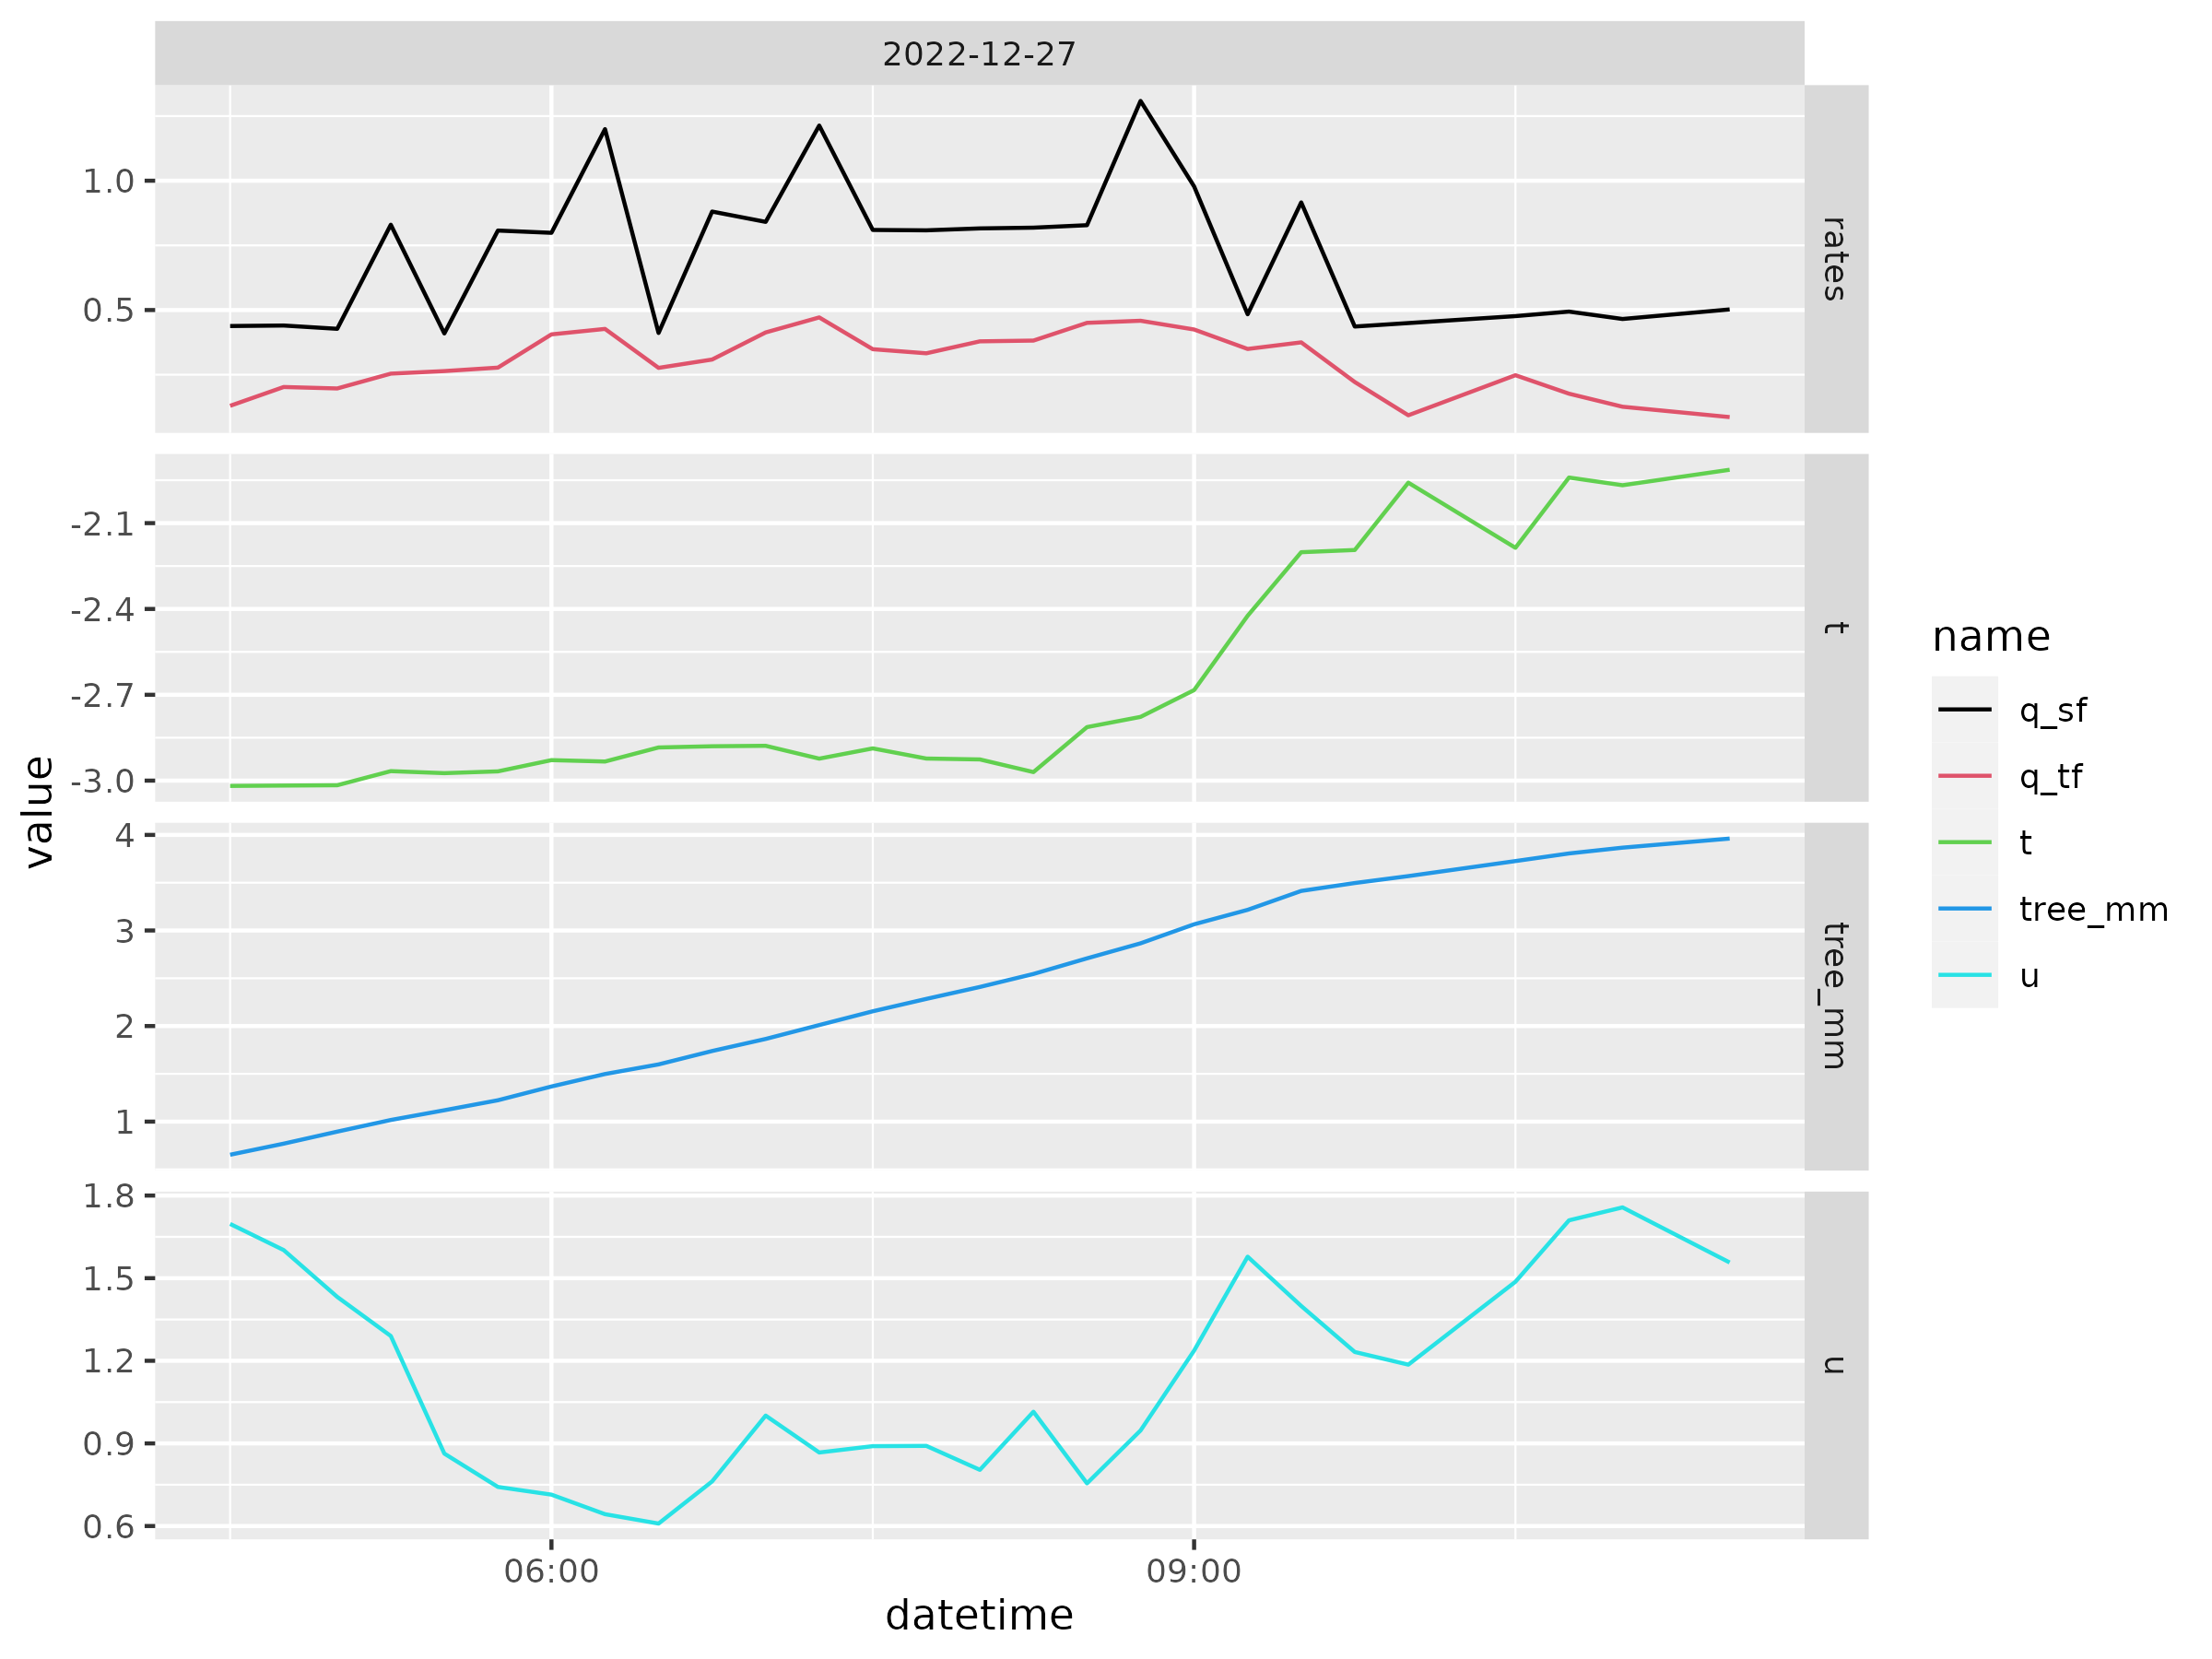 2022-12-27
1.0
0.5
rates
-2.1
-2.4
-2.7
-3.0
t
4
3
2
1
tree_mm
1.8
1.5
1.2
0.9
0.6
u
06:00
09:00
datetime
value
name
q_sf
q_tf
t
tree_mm
u